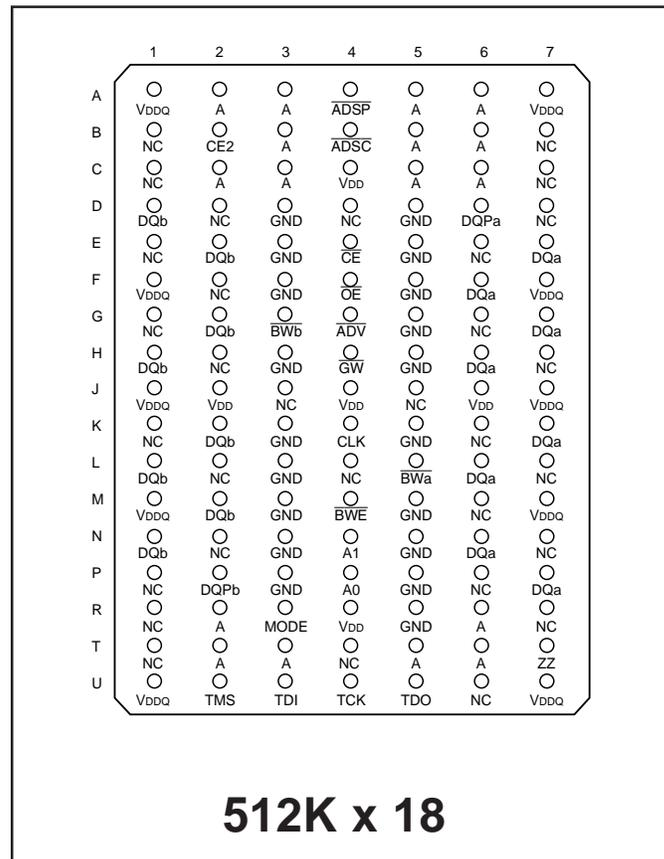 1 2 3 4 5 6 7
A
VDDQ A A ADSP A A VDDQ
B
NC CE2 A ADSC A A NC
C
NC A A VDD A A NC
D
DQb NC GND NC GND DQPa NC
E
NC DQb GND CE GND NC DQa
F
VDDQ NC GND OE GND DQa VDDQ
G
NC DQb BWb ADV GND NC DQa
H
DQb NC GND GW GND DQa NC
J
VDDQ VDD NC VDD NC VDD VDDQ
K
NC DQb GND CLK GND NC DQa
L
DQb NC GND NC BWa DQa NC
M
VDDQ DQb GND BWE GND NC VDDQ
N
DQb NC GND A1 GND DQa NC
P
NC DQPb GND A0 GND NC DQa
R
NC A MODE VDD GND A NC
T
NC A A NC A A ZZ
U
VDDQ TMS TDI TCK TDO NC VDDQ
512K x 18